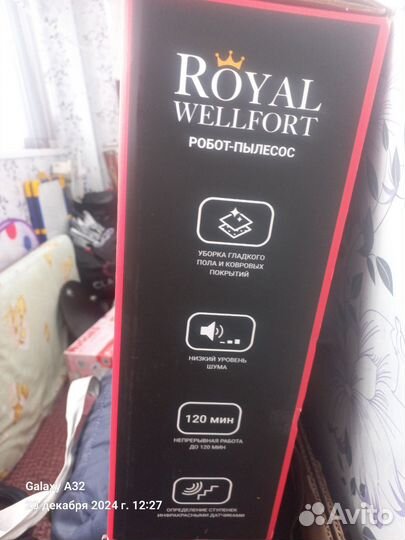 ROYAL
WELLFORT
РОБОТ-ПЫЛЕСОС
УБОРКА ГЛАДКОГО
ПОЛА И КОВРОВЫХ
ПОКРЫТИЙ
НИЗКИЙ УРОВЕНЬ
ШУМА
120 МИН
НЕПРЕРЫВНАЯ РАБОТА
ДО 120 МИН
ОПРЕДЕЛЕНИЕ СТУПЕНЕК
ИНФРАКРАСНЫМИ ДАТЧИКАМИ
Galaxy A32
декабря 2024 г. 12:27
Avito